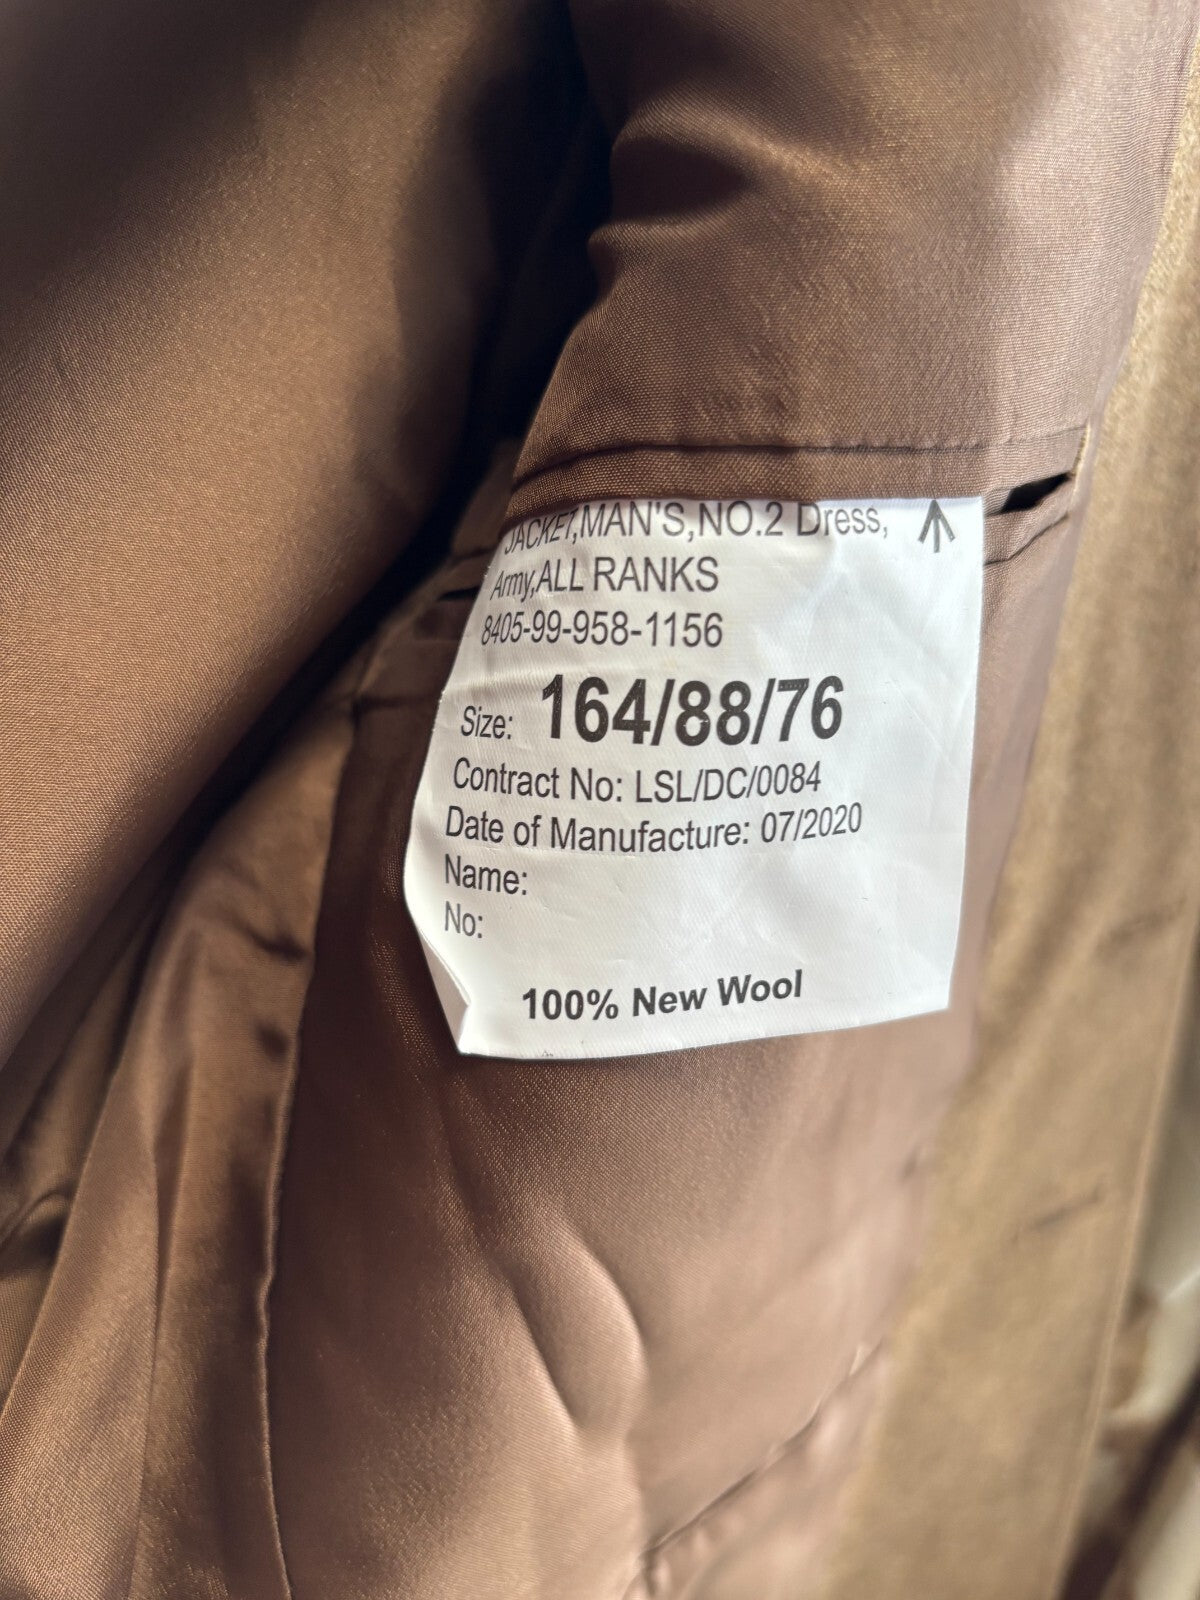 JACKET,MAN'S,NO.2 Dress,
Army,ALL RANKS
8405-99-958-1156
Size: 164/88/76
Contract No: LSL/DC/0084
Date of Manufacture: 07/2020
Name:
No:
100% New Wool